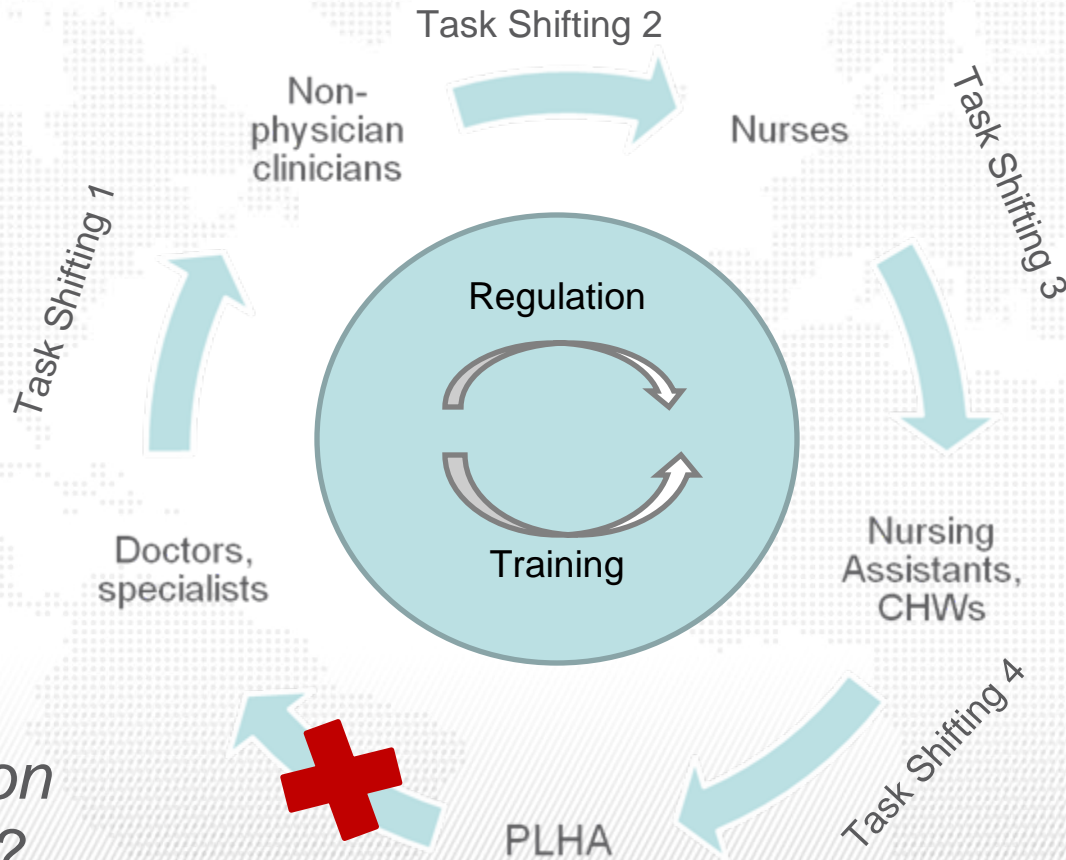 Task Shifting 2
Non-
physician
clinicians
Nurses
Task Shifting 3
Task Shifting 1
Regulation
Training
Doctors,
specialists
Nursing
Assistants,
CHWs
Task Shifting 4
PLHA
on
?